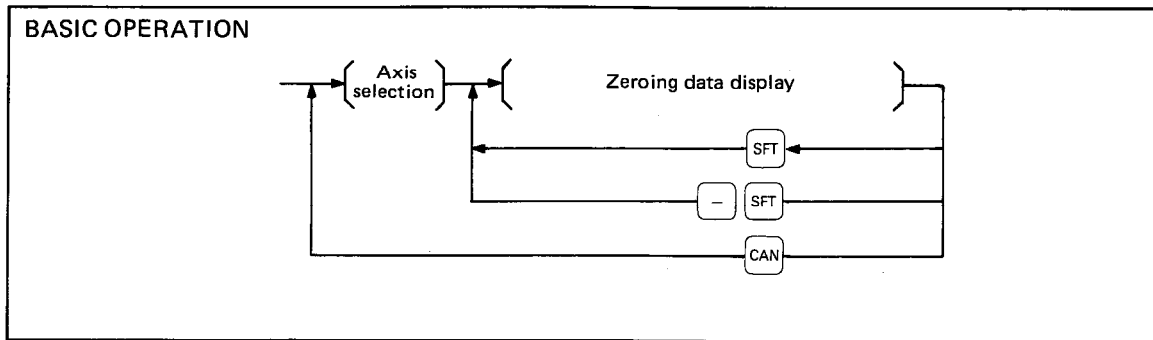 BASIC OPERATION
Axis
selection
Zeroing data display
SFT
− SFT
CAN